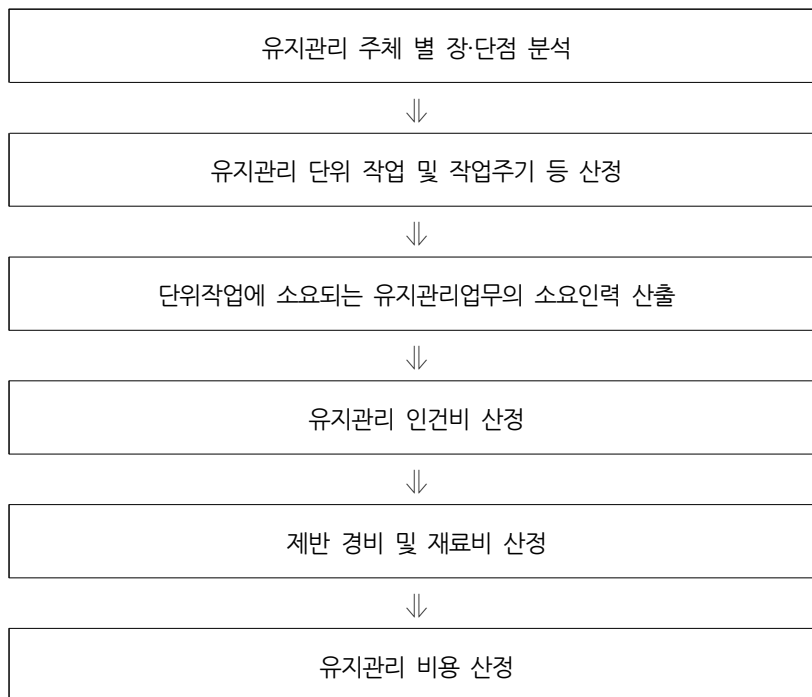 유지관리 주체 별 장·단점 분석
⇓
유지관리 단위 작업 및 작업주기 등 산정
⇓
단위작업에 소요되는 유지관리업무의 소요인력 산출
⇓
유지관리 인건비 산정
⇓
제반 경비 및 재료비 산정
⇓
유지관리 비용 산정